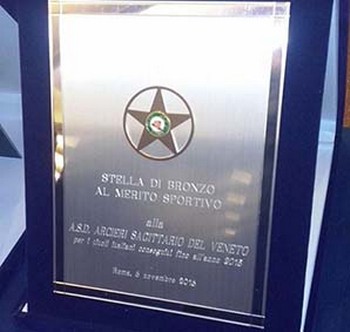 STELLA DI BRONZO
AL MERITO SPORTIVO
alla
A.S.D. ARCIERI SAGITTARIO DEL VENETO
per i titoli italiani conseguiti fino all'anno 2015
Roma, 5 novembre 2015